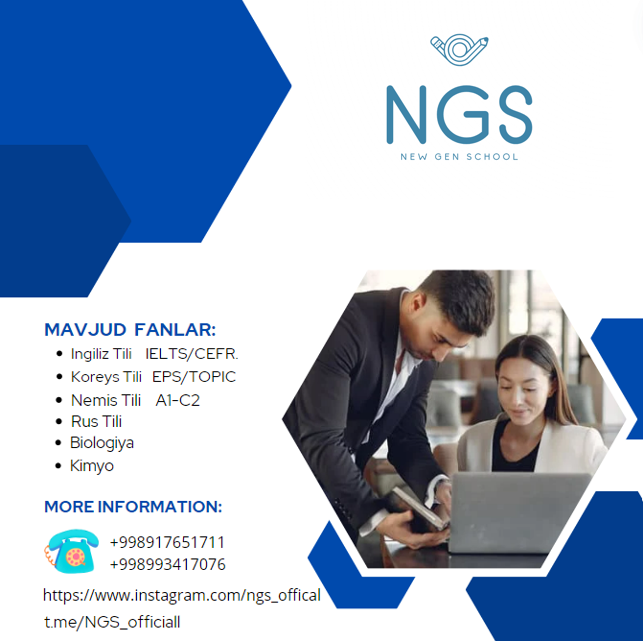 NGS
NEW GEN SCHOOL
MAVJUD FANLAR:
Ingiliz Tili IELTS/CEFR.
Koreys Tili EPS/TOPIC
Nemis Tili A1-C2
Rus Tili
Biologiya
Kimyo
MORE INFORMATION:
+998917651711
+998993417076
https://www.instagram.com/ngs_offical
t.me/NGS_officiall